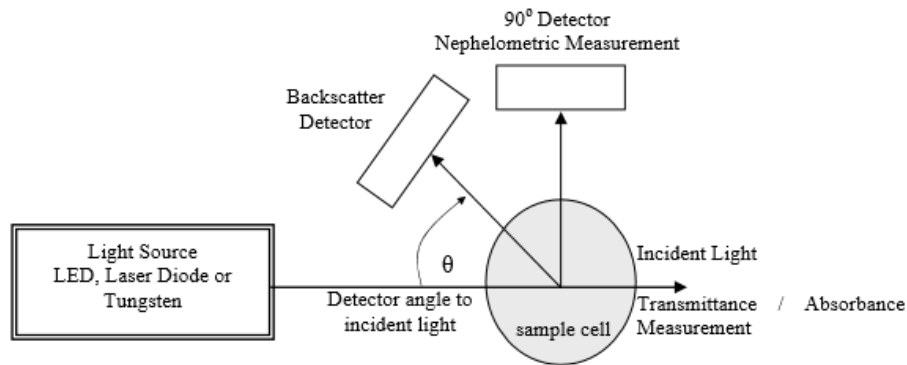 90o Detector
Nephelometric Measurement
Backscatter
Detector
Light Source
LED, Laser Diode or
Tungsten
θ
Detector angle to
incident light
sample cell
Incident Light
Transmittance / Absorbance
Measurement